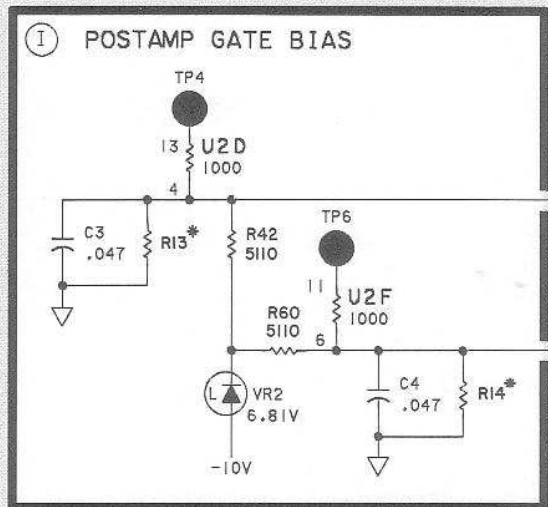 I POSTAMP GATE BIAS
TP4
13 U2D
1000
4
C3
.047
R13*
R42
5110
TP6
11 U2F
1000
R60
5110
6
L VR2
6.81V
C4
.047
R14*
-10V